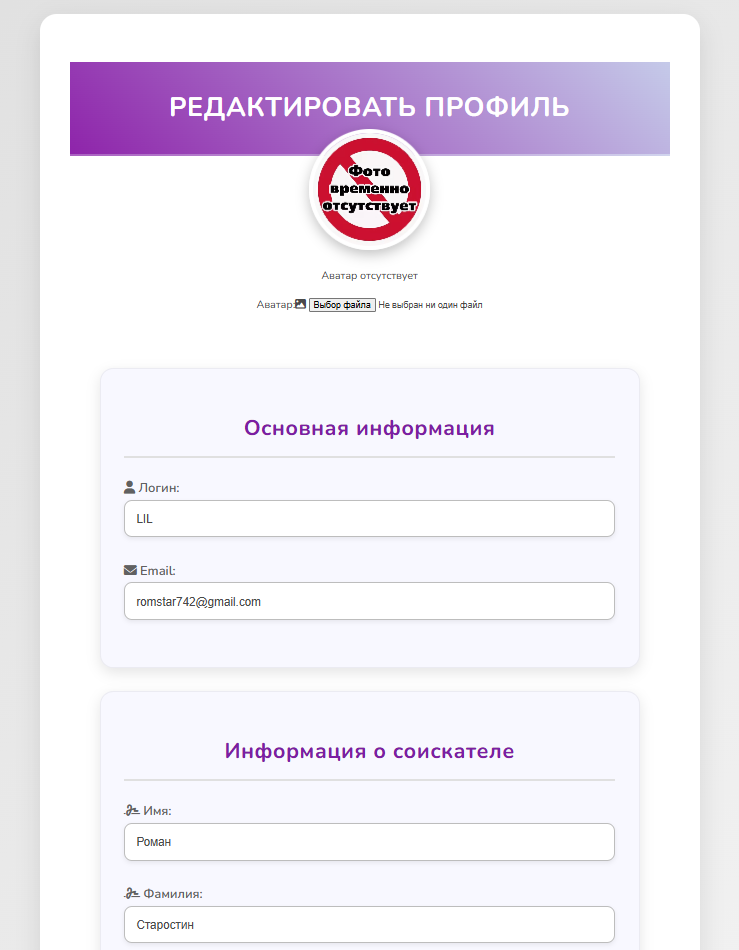 РЕДАКТИРОВАТЬ ПРОФИЛЬ
Фото
временно
отсутствует
Аватар отсутствует
Аватар: Выбор файла Не выбран ни один файл
Основная информация
Логин:
LIL
Email:
romstar742@gmail.com
Информация о соискателе
Имя:
Роман
Фамилия:
Старостин